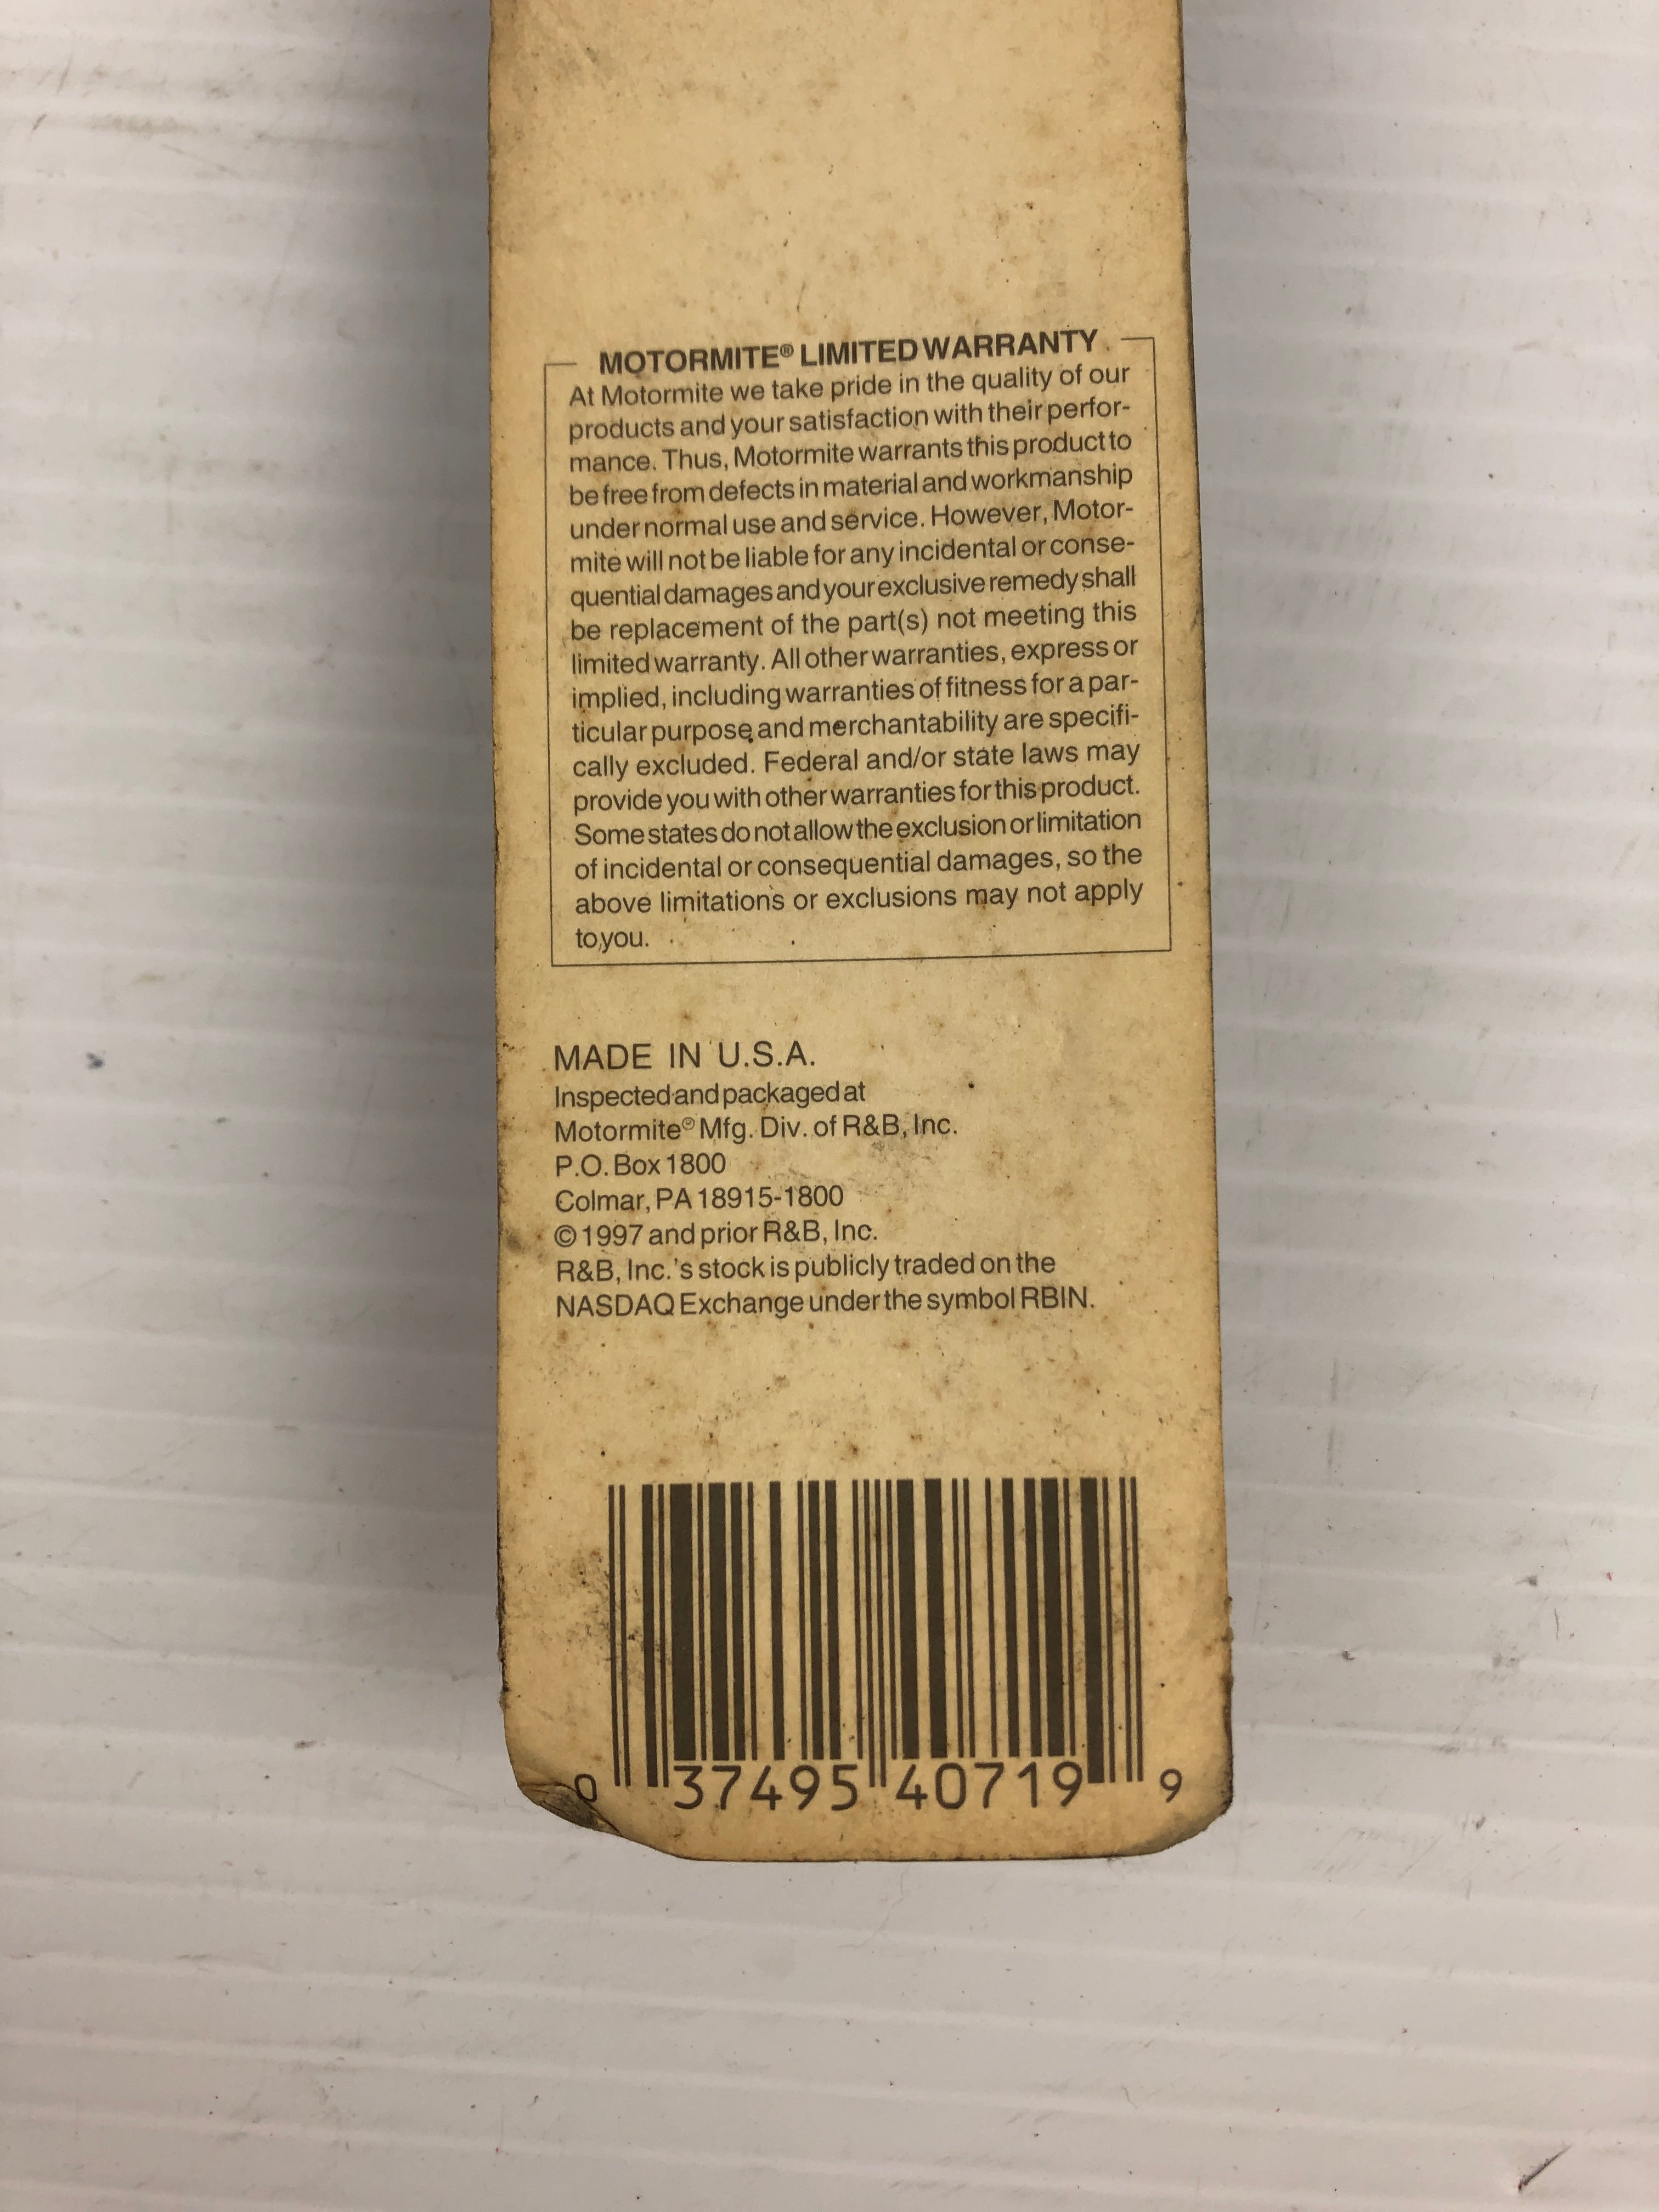 MOTORMITE® LIMITED WARRANTY
At Motormite we take pride in the quality of our
products and your satisfaction with their perfor-
mance. Thus, Motormite warrants this product to
be free from defects in material and workmanship
under normal use and service. However, Motor-
mite will not be liable for any incidental or conse-
quential damages and your exclusive remedy shall
be replacement of the part(s) not meeting this
limited warranty. All other warranties, express or
implied, including warranties of fitness for a par-
ticular purpose and merchantability are specifi-
cally excluded. Federal and/or state laws may
provide you with other warranties for this product.
Some states do not allow the exclusion or limitation
of incidental or consequential damages, so the
above limitations or exclusions may not apply
to you.
MADE IN U.S.A.
Inspected and packaged at
Motormite® Mfg. Div. of R&B, Inc.
P.O. Box 1800
Colmar, PA 18915-1800
©1997 and prior R&B, Inc.
R&B, Inc.'s stock is publicly traded on the
NASDAQ Exchange under the symbol RBIN.
0 37495 40719 9